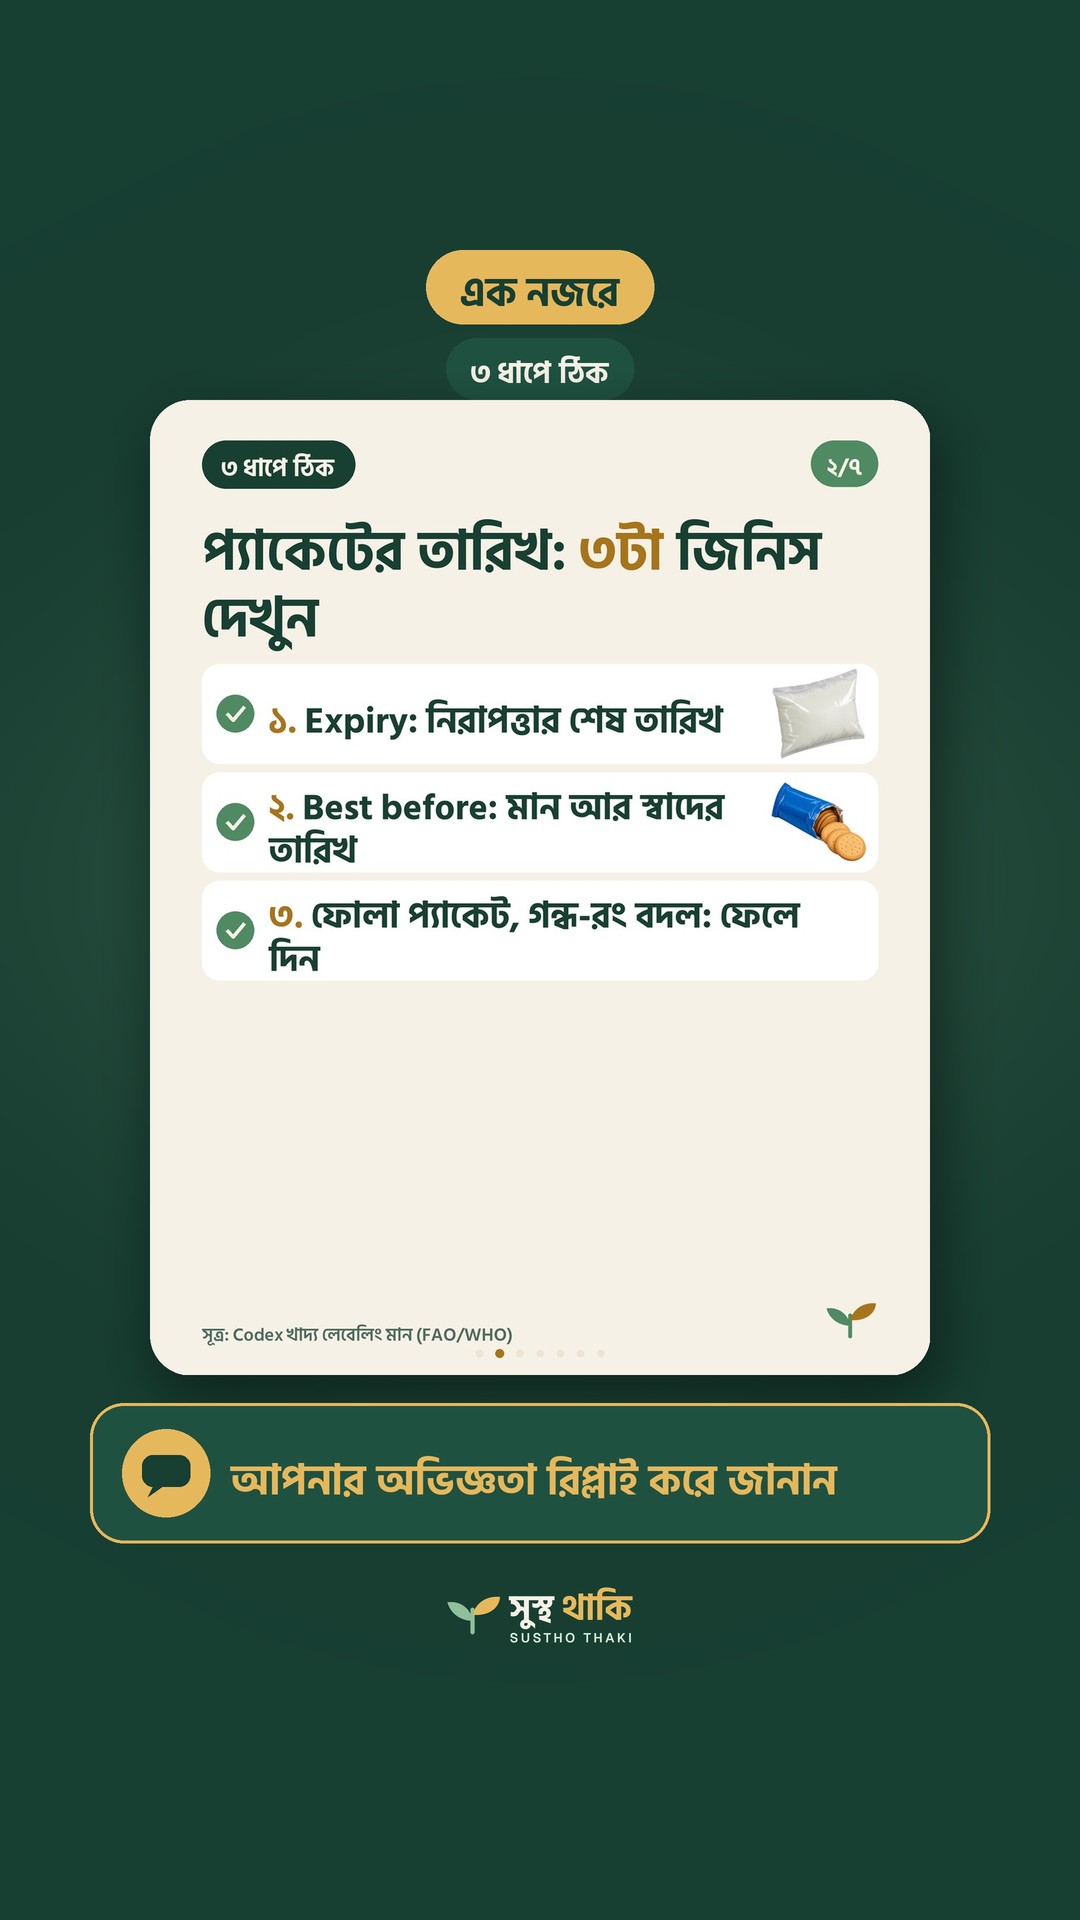 এক নজরে
৩ ধাপে ঠিক
৩ ধাপে ঠিক
২/৭
প্যাকেটের তারিখ: ৩টা জিনিস
দেখুন
১. Expiry: নিরাপত্তার শেষ তারিখ
২. Best before: মান আর স্বাদের
তারিখ
৩. ফোলা প্যাকেট, গন্ধ-রং বদল: ফেলে
দিন
সূত্র: Codex খাদ্য লেবেলিং মান (FAO/WHO)
আপনার অভিজ্ঞতা রিপ্লাই করে জানান
সুস্থ থাকি
SUSTHO THAKI